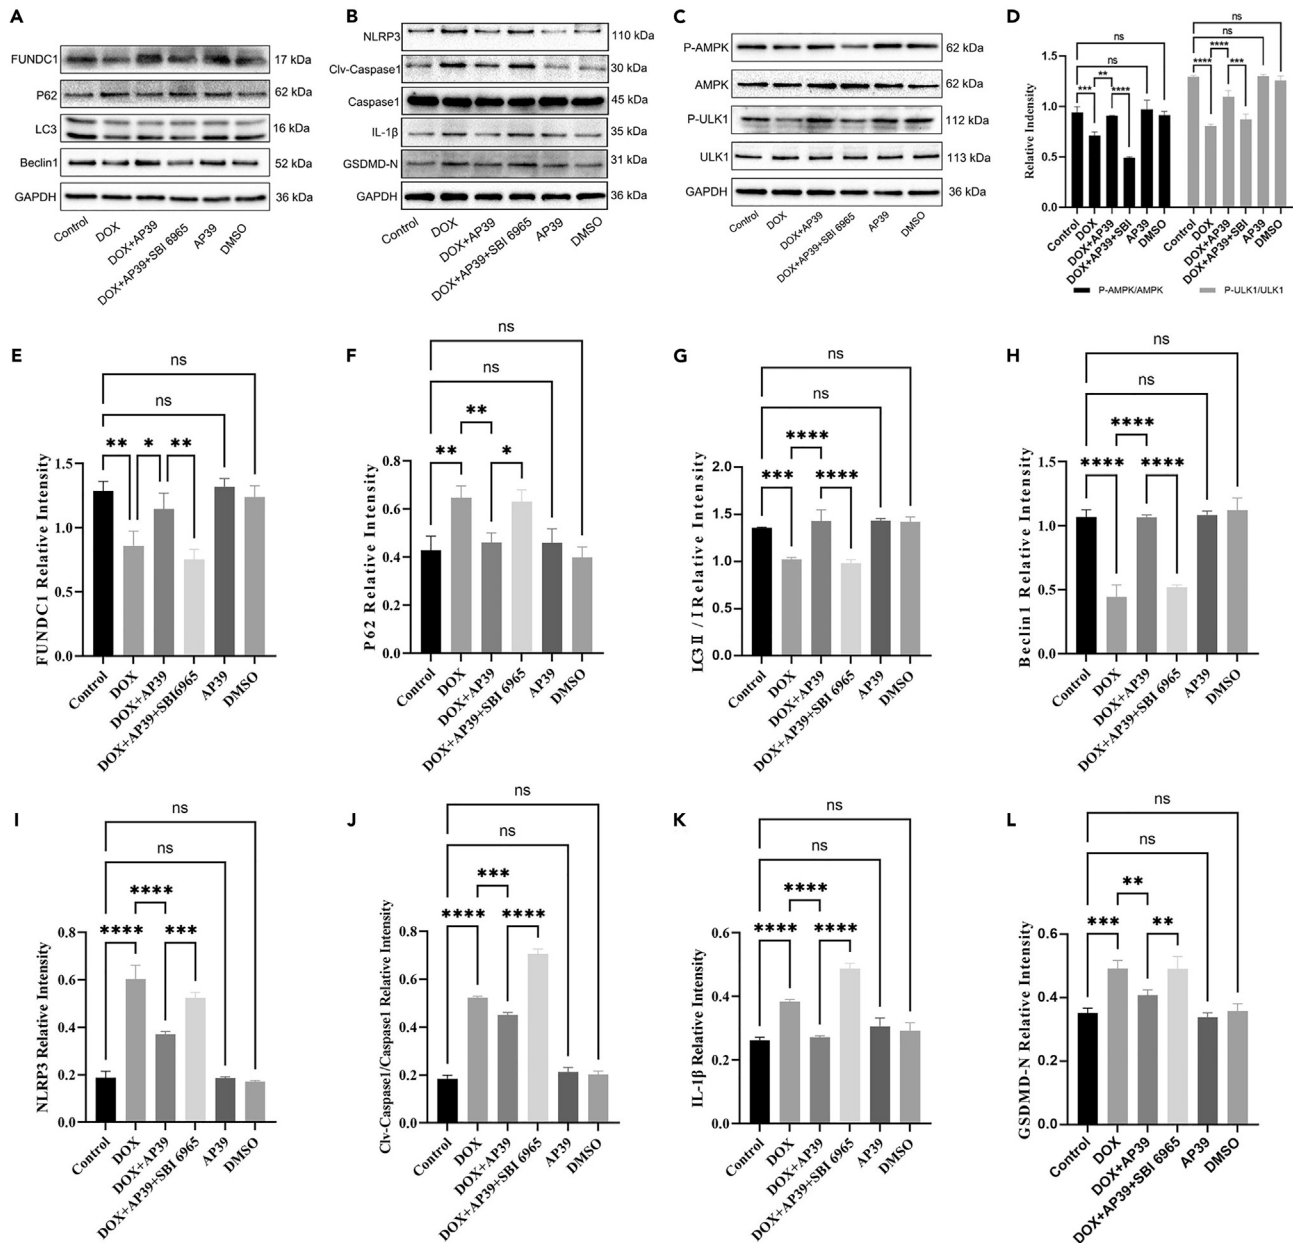 A
FUNDC1 17 kDa
P62 62 kDa
LC3 16 kDa
Beclin1 52 kDa
GAPDH 36 kDa
Control DOX DOX+AP39 DOX+AP39+SBI 6965 AP39 DMSO
B
NLRP3 110 kDa
Clv-Caspase1 30 kDa
Caspase1 45 kDa
IL-1β 35 kDa
GSDMD-N 31 kDa
GAPDH 36 kDa
Control DOX DOX+AP39 DOX+AP39+SBI 6965 AP39 DMSO
C
P-AMPK 62 kDa
AMPK 62 kDa
P-ULK1 112 kDa
ULK1 113 kDa
GAPDH 36 kDa
Control DOX DOX+AP39 DOX+AP39+SBI 6965 AP39 DMSO
D
Relative Indensity
1.5
1.0
0.5
0.0
ns
ns
**
***
****
ns
ns
****
****
***
Control DOX DOX+AP39 DOX+AP39+SBI AP39 DMSO Control DOX DOX+AP39 DOX+AP39+SBI AP39 DMSO
P-AMPK/AMPK P-ULK1/ULK1
E
FUNDC1 Relative Intensity
1.5
1.0
0.5
0.0
ns
ns
** * **
Control DOX DOX+AP39 DOX+AP39+SBI6965 AP39 DMSO
F
P62 Relative Intensity
0.8
0.6
0.4
0.2
0.0
ns
ns
**
** *
Control DOX DOX+AP39 DOX+AP39+SBI 6965 AP39 DMSO
G
LC3Ⅱ / I Relative Intensity
2.0
1.5
1.0
0.5
0.0
ns
ns
****
*** ****
Control DOX DOX+AP39 DOX+AP39+SBI 6965 AP39 DMSO
H
Beclin1 Relative Intensity
1.5
1.0
0.5
0.0
ns
ns
****
**** ****
Control DOX DOX+AP39 DOX+AP39+SBI 6965 AP39 DMSO
I
NLRP3 Relative Intensity
0.8
0.6
0.4
0.2
0.0
ns
ns
****
**** ***
Control DOX DOX+AP39 DOX+AP39+SBI 6965 AP39 DMSO
J
Clv-Caspase1/Caspase1 Relative Intensity
0.8
0.6
0.4
0.2
0.0
ns
ns
***
**** ****
Control DOX DOX+AP39 DOX+AP39+SBI 6965 AP39 DMSO
K
IL-1β Relative Intensity
0.6
0.4
0.2
0.0
ns
ns
****
**** ****
Control DOX DOX+AP39 DOX+AP39+SBI 6965 AP39 DMSO
L
GSDMD-N Relative Intensity
0.6
0.4
0.2
0.0
ns
ns
**
*** **
Control DOX DOX+AP39 DOX+AP39+SBI 6965 AP39 DMSO